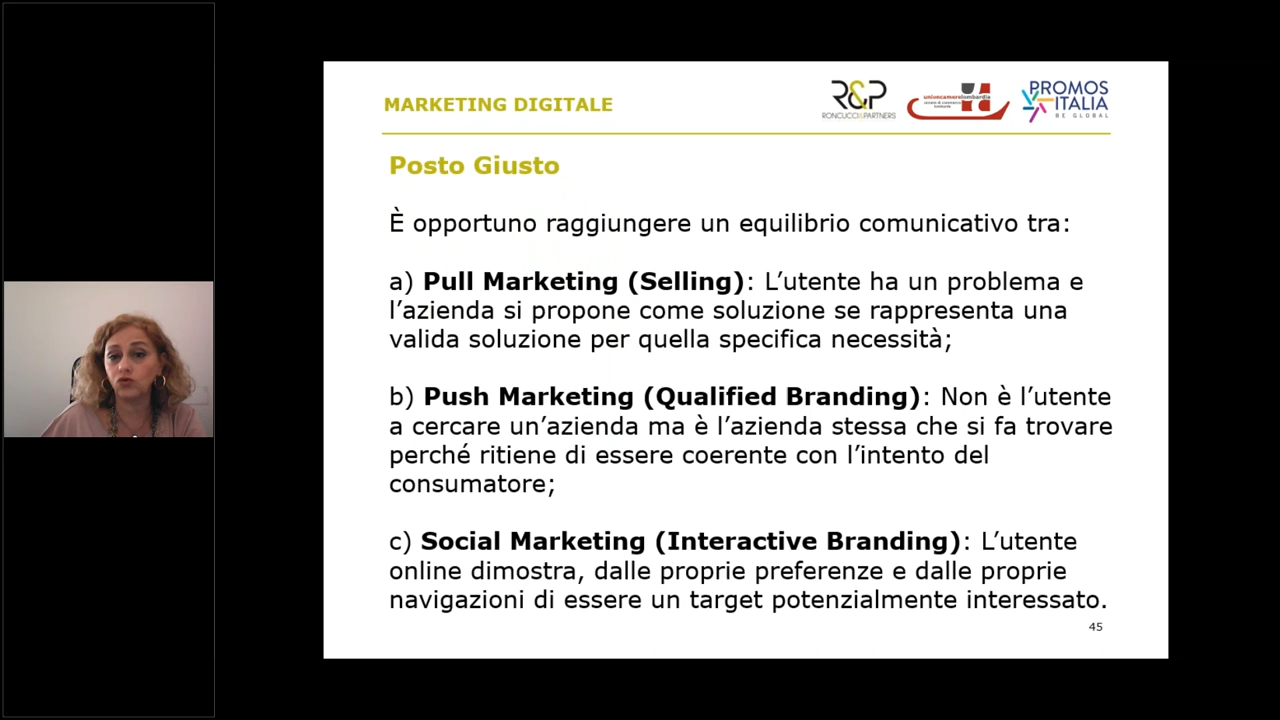 MARKETING DIGITALE
R&P
RONCUCCI&PARTNERS
unioncamerelombardia
PROMOS
ITALIA
BE GLOBAL
Posto Giusto
È opportuno raggiungere un equilibrio comunicativo tra:
a) Pull Marketing (Selling): L’utente ha un problema e
l’azienda si propone come soluzione se rappresenta una
valida soluzione per quella specifica necessità;
b) Push Marketing (Qualified Branding): Non è l’utente
a cercare un’azienda ma è l’azienda stessa che si fa trovare
perché ritiene di essere coerente con l’intento del
consumatore;
c) Social Marketing (Interactive Branding): L’utente
online dimostra, dalle proprie preferenze e dalle proprie
navigazioni di essere un target potenzialmente interessato.
45